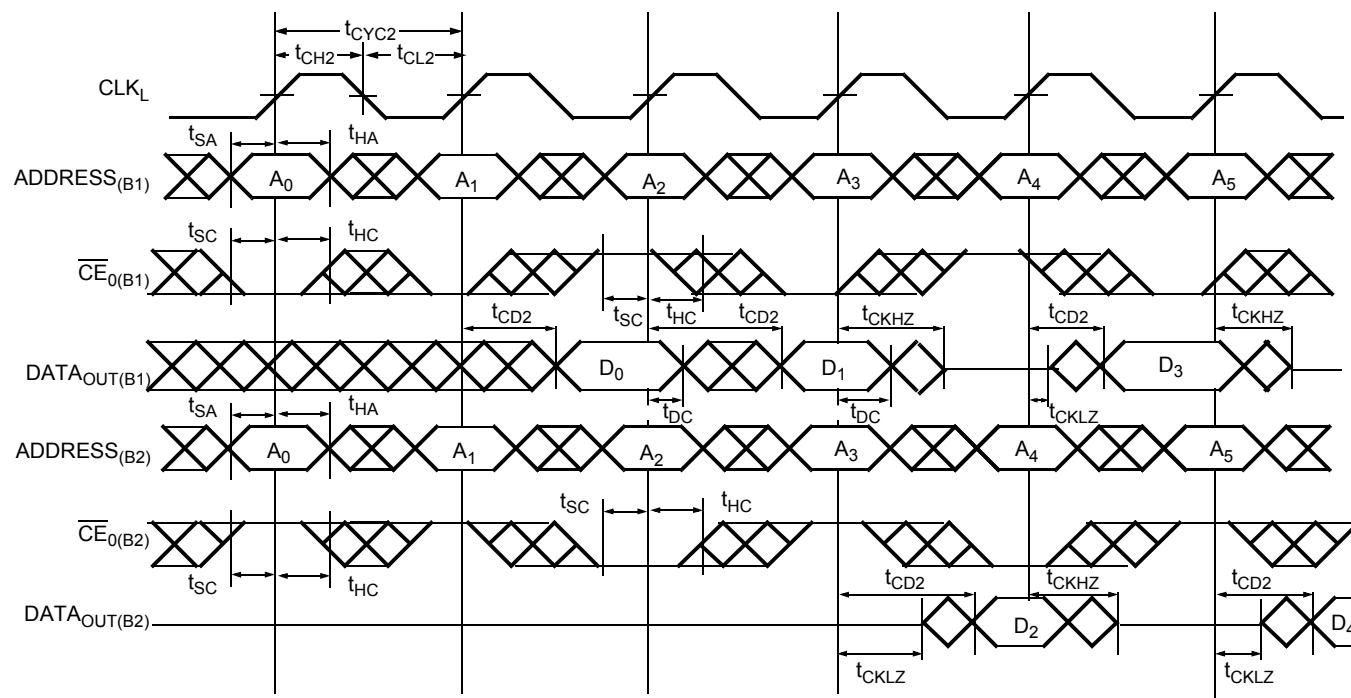 tCYC2
tCH2 tCL2
CLKL
tSA tHA
ADDRESS(B1) A0 A1 A2 A3 A4 A5
tSC tHC
CE0(B1)
tSC tHC
tCD2 tCD2 tCKHZ tCD2 tCKHZ
DATAOUT(B1) D0 D1 D3
tSA tHA tDC tDC tCKLZ
ADDRESS(B2) A0 A1 A2 A3 A4 A5
tSC tHC
CE0(B2)
tSC tHC tCD2 tCKHZ tCD2
DATAOUT(B2) D2 D4
tCKLZ tCKLZ